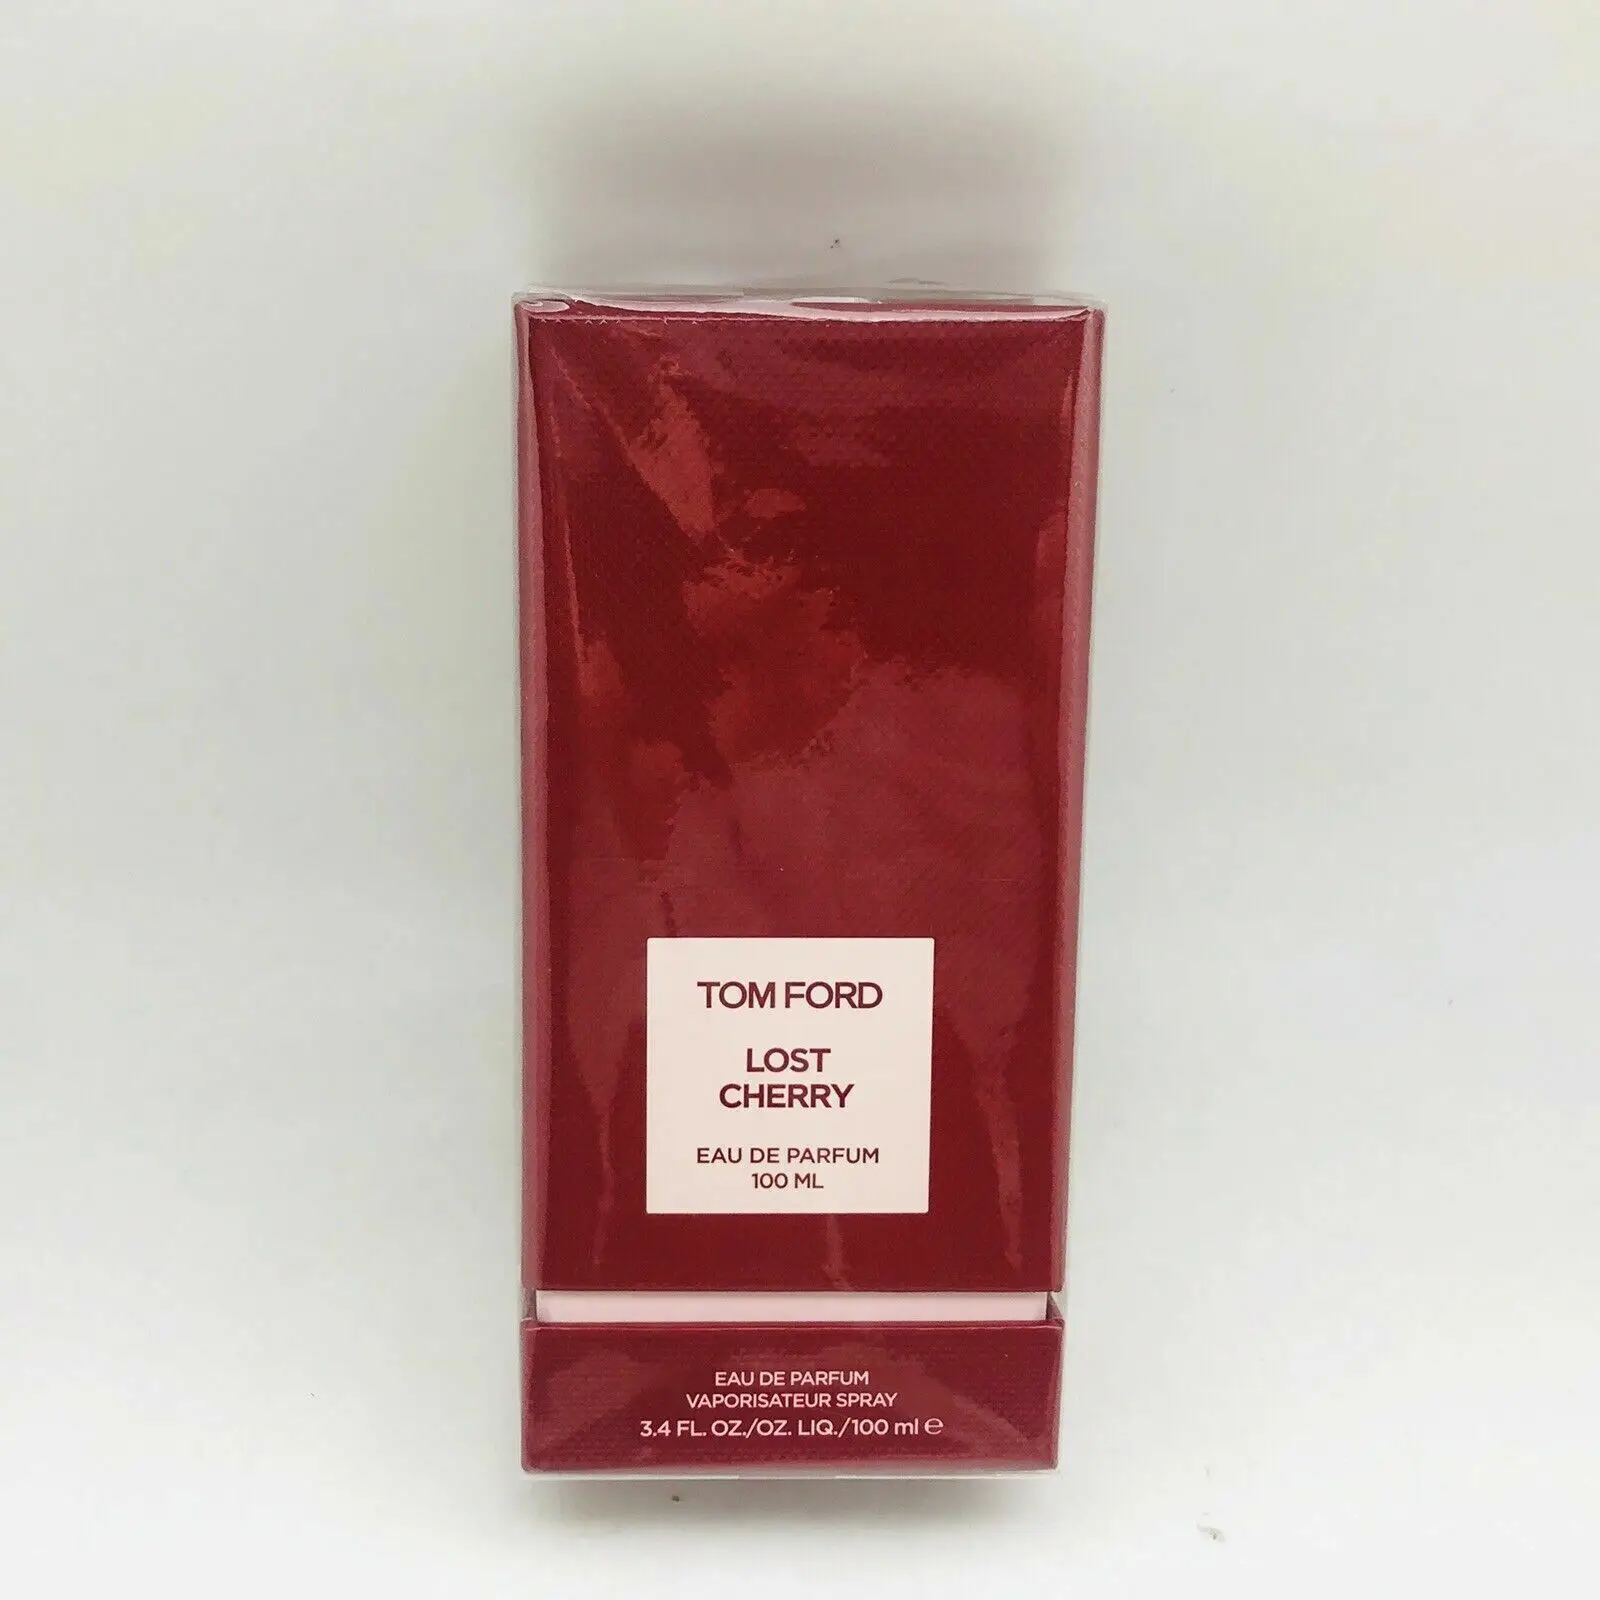 TOM FORD
LOST
CHERRY
EAU DE PARFUM
100 ML
EAU DE PARFUM
VAPORISATEUR SPRAY
3.4 FL. OZ./OZ. LIQ./100 ml ℮